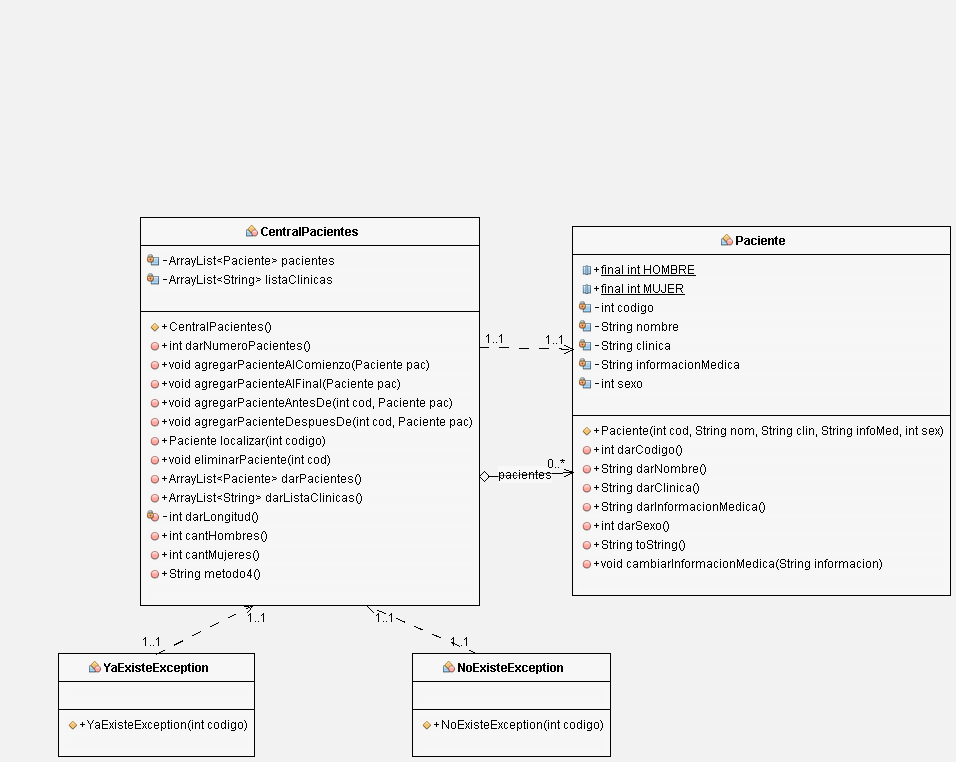 CentralPacientes
-ArrayList<Paciente> pacientes
-ArrayList<String> listaClinicas
+CentralPacientes()
+int darNumeroPacientes()
+void agregarPacienteAlComienzo(Paciente pac)
+void agregarPacienteAlFinal(Paciente pac)
+void agregarPacienteAntesDe(int cod, Paciente pac)
+void agregarPacienteDespuesDe(int cod, Paciente pac)
+Paciente localizar(int codigo)
+void eliminarPaciente(int cod)
+ArrayList<Paciente> darPacientes()
+ArrayList<String> darListaClinicas()
-int darLongitud()
+int cantHombres()
+int cantMujeres()
+String metodo4()
1..1
1..1
0..*
pacientes
Paciente
+final int HOMBRE
+final int MUJER
-int codigo
-String nombre
-String clinica
-String informacionMedica
-int sexo
+Paciente(int cod, String nom, String clin, String infoMed, int sex)
+int darCodigo()
+String darNombre()
+String darClinica()
+String darInformacionMedica()
+int darSexo()
+String toString()
+void cambiarInformacionMedica(String informacion)
1..1
1..1
1..1
1..1
YaExisteException
+YaExisteException(int codigo)
NoExisteException
+NoExisteException(int codigo)